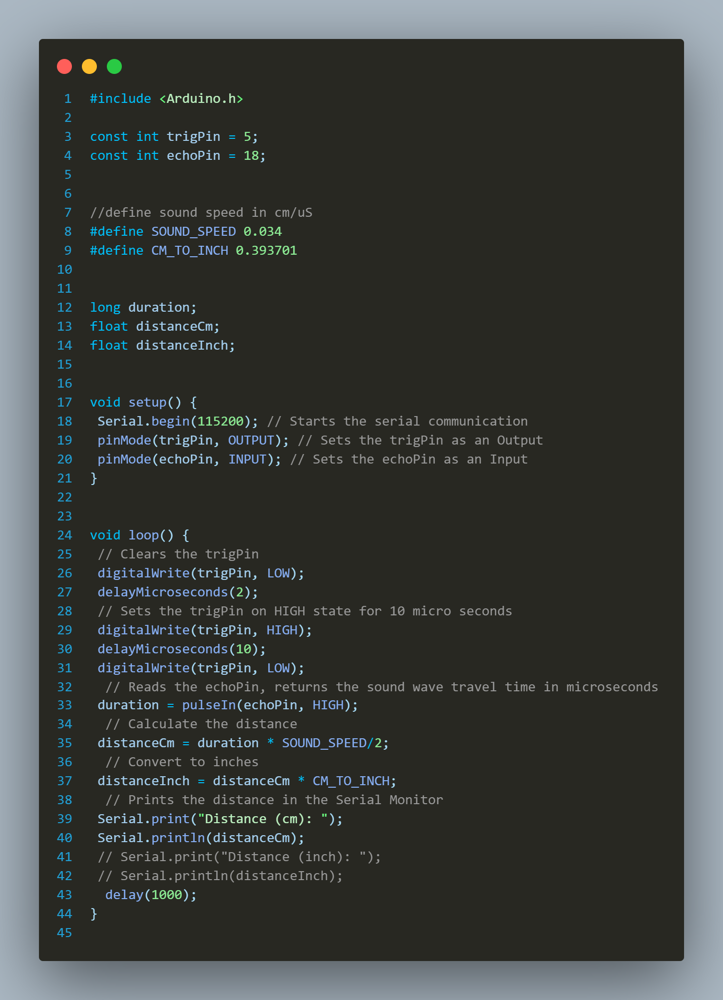 1 #include <Arduino.h>
2
3 const int trigPin = 5;
4 const int echoPin = 18;
5
6
7 //define sound speed in cm/uS
8 #define SOUND_SPEED 0.034
9 #define CM_TO_INCH 0.393701
10
11
12 long duration;
13 float distanceCm;
14 float distanceInch;
15
16
17 void setup() {
18  Serial.begin(115200); // Starts the serial communication
19  pinMode(trigPin, OUTPUT); // Sets the trigPin as an Output
20  pinMode(echoPin, INPUT); // Sets the echoPin as an Input
21 }
22
23
24 void loop() {
25  // Clears the trigPin
26  digitalWrite(trigPin, LOW);
27  delayMicroseconds(2);
28  // Sets the trigPin on HIGH state for 10 micro seconds
29  digitalWrite(trigPin, HIGH);
30  delayMicroseconds(10);
31  digitalWrite(trigPin, LOW);
32   // Reads the echoPin, returns the sound wave travel time in microseconds
33  duration = pulseIn(echoPin, HIGH);
34   // Calculate the distance
35  distanceCm = duration * SOUND_SPEED/2;
36   // Convert to inches
37  distanceInch = distanceCm * CM_TO_INCH;
38   // Prints the distance in the Serial Monitor
39  Serial.print("Distance (cm): ");
40  Serial.println(distanceCm);
41  // Serial.print("Distance (inch): ");
42  // Serial.println(distanceInch);
43   delay(1000);
44 }
45